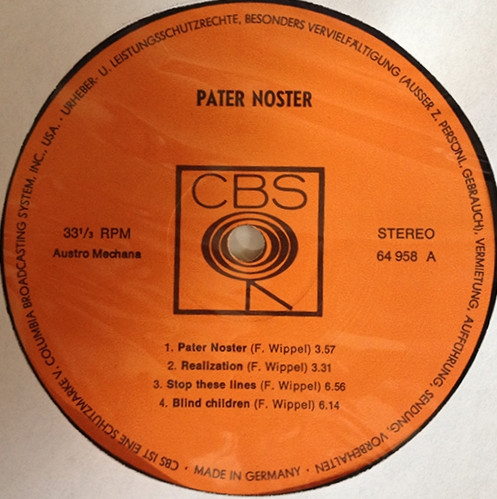 URHEBER- U. LEISTUNGSSCHUTZRECHTE, BESONDERS VERVIELFÄLTIGUNG (AUSSER Z. PERSÖNL. GEBRAUCH), VERMIETUNG, AUFFÜHRUNG, SENDUNG, VORBEHALTEN
PATER NOSTER
CBS
33 1/3 RPM
Austro Mechana
STEREO
64 958 A
1. Pater Noster (F. Wippel) 3.57
2. Realization (F. Wippel) 3.31
3. Stop these lines (F. Wippel) 6.56
4. Blind children (F. Wippel) 6.14
CBS IST EINE SCHUTZMARKE V. COLUMBIA BROADCASTING SYSTEM, INC., USA. ·
· MADE IN GERMANY ·